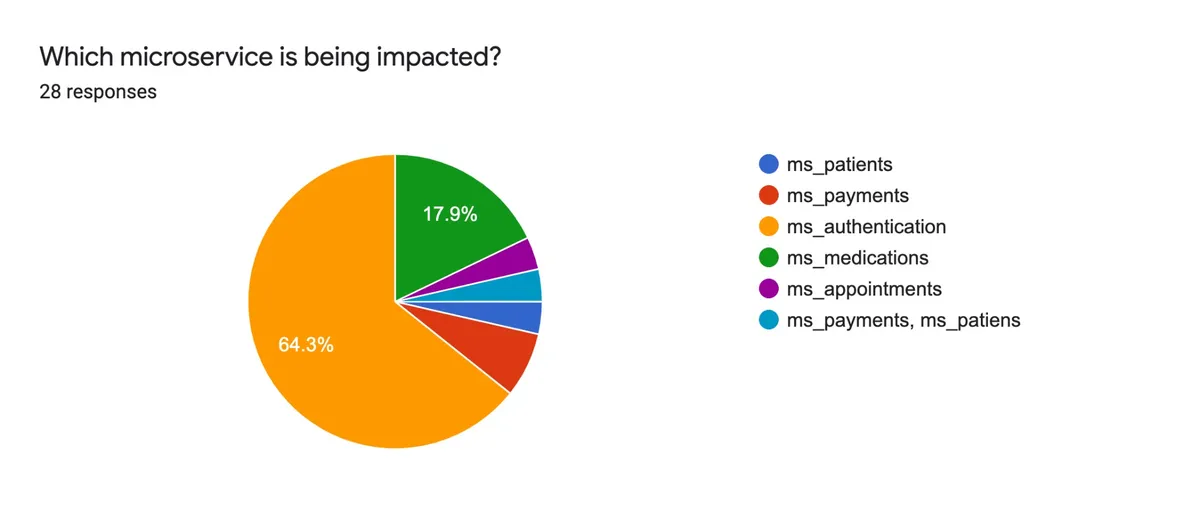 Which microservice is being impacted?
28 responses
17.9%
64.3%
ms_patients
ms_payments
ms_authentication
ms_medications
ms_appointments
ms_payments, ms_patiens